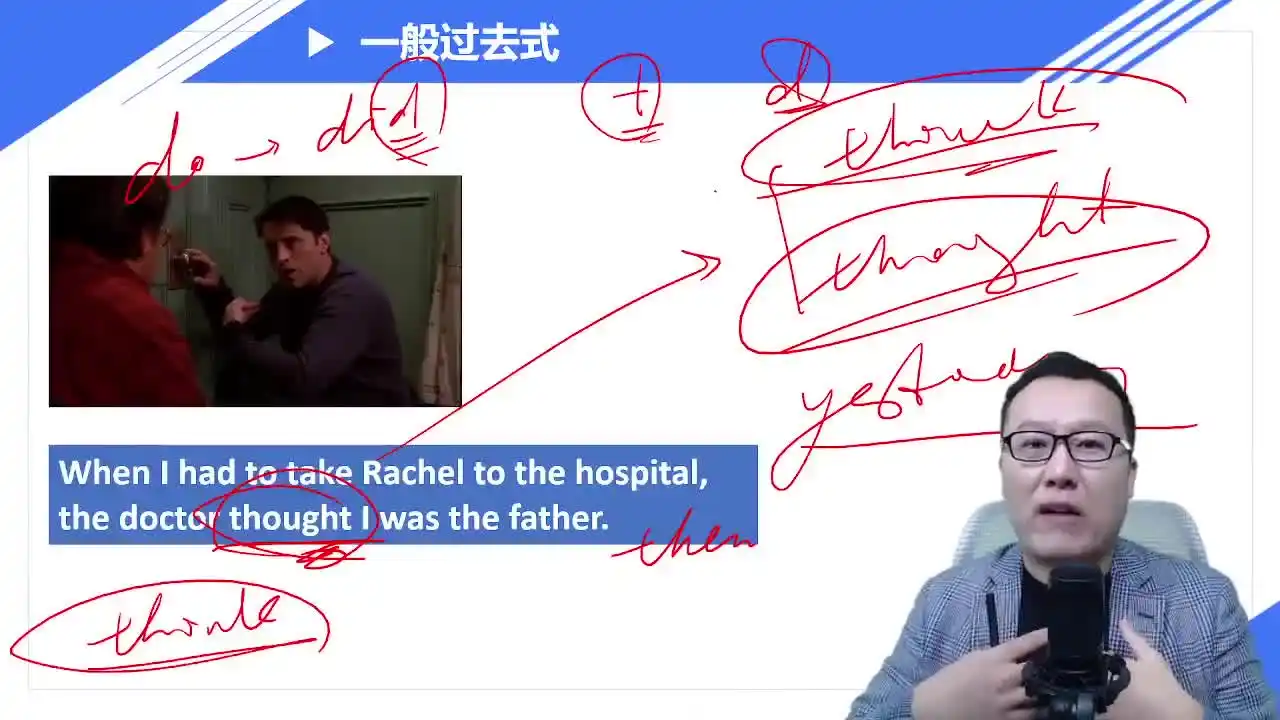 一般过去式
do → did
t
d
think
thought
When I had to take Rachel to the hospital,
the doctor thought I was the father.
then
think